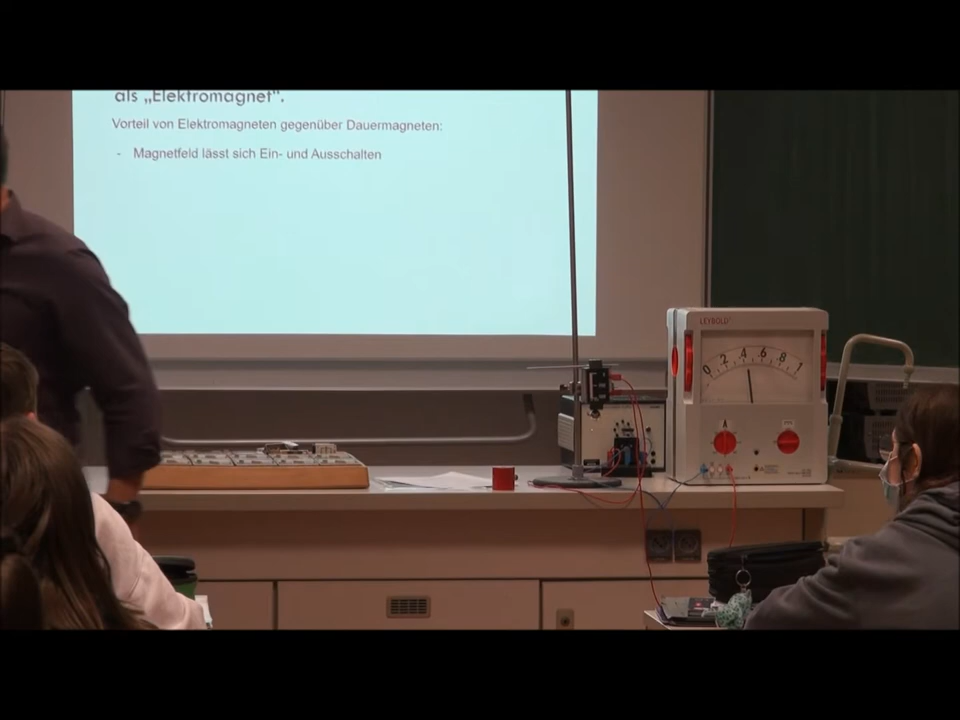 als „Elektromagnet“.
Vorteil von Elektromagneten gegenüber Dauermagneten:
- Magnetfeld lässt sich Ein- und Ausschalten
LEYBOLD
0 .2 .4 .6 .8 1
A